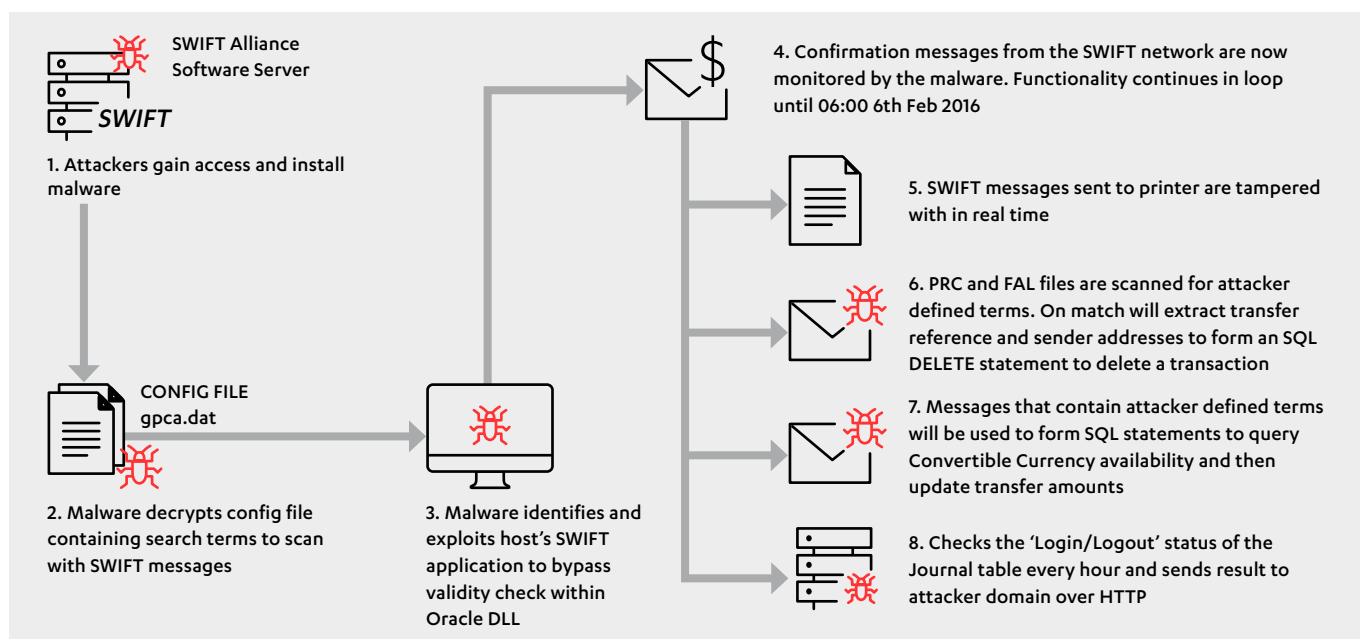 SWIFT Alliance
Software Server
SWIFT
1. Attackers gain access and install
malware
CONFIG FILE
gpca.dat
2. Malware decrypts config file
containing search terms to scan
with SWIFT messages
3. Malware identifies and
exploits host's SWIFT
application to bypass
validity check within
Oracle DLL
$
4. Confirmation messages from the SWIFT network are now
monitored by the malware. Functionality continues in loop
until 06:00 6th Feb 2016
5. SWIFT messages sent to printer are tampered
with in real time
6. PRC and FAL files are scanned for attacker
defined terms. On match will extract transfer
reference and sender addresses to form an SQL
DELETE statement to delete a transaction
7. Messages that contain attacker defined terms
will be used to form SQL statements to query
Convertible Currency availability and then
update transfer amounts
8. Checks the ‘Login/Logout’ status of the
Journal table every hour and sends result to
attacker domain over HTTP